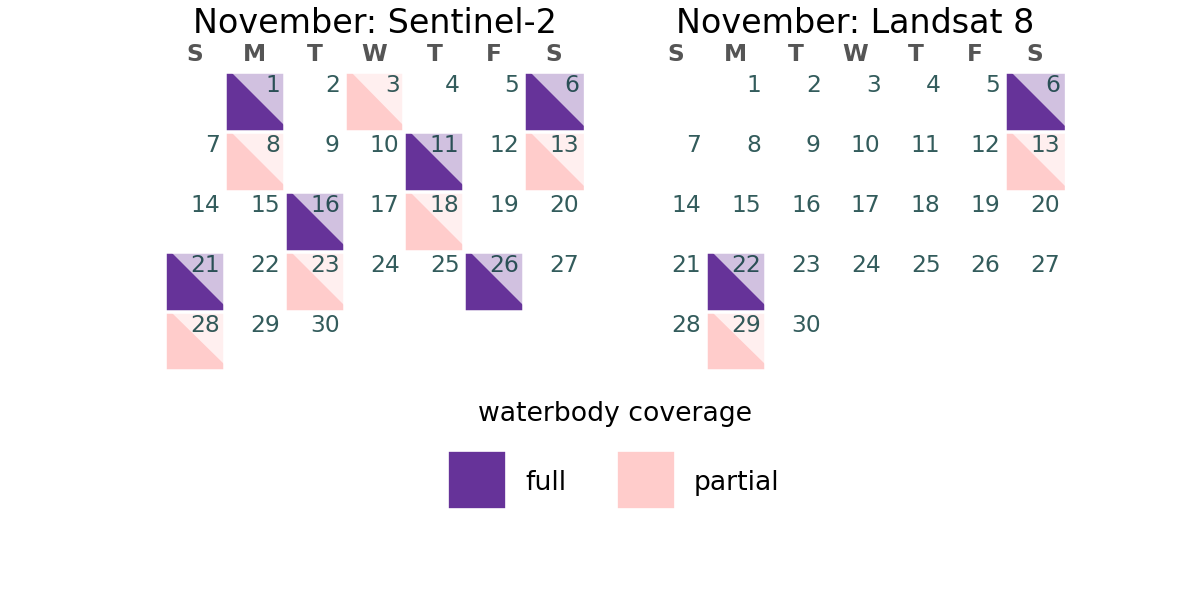 November: Sentinel-2
S M T W T F S
1 2 3 4 5 6
7 8 9 10 11 12 13
14 15 16 17 18 19 20
21 22 23 24 25 26 27
28 29 30
November: Landsat 8
S M T W T F S
1 2 3 4 5 6
7 8 9 10 11 12 13
14 15 16 17 18 19 20
21 22 23 24 25 26 27
28 29 30
waterbody coverage
full partial